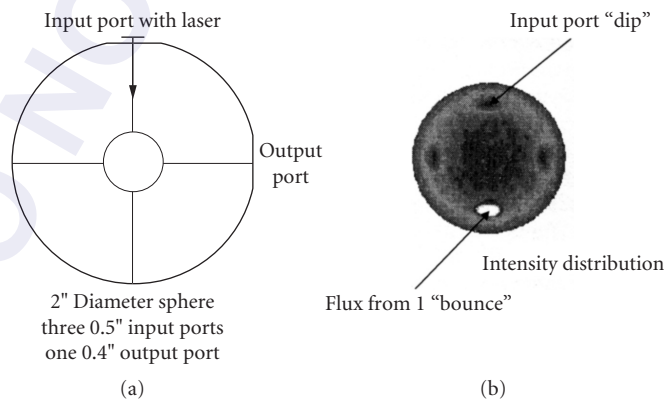 Input port with laser
Output
port
2" Diameter sphere
three 0.5" input ports
one 0.4" output port
(a)
Input port “dip”
Intensity distribution
Flux from 1 “bounce”
(b)